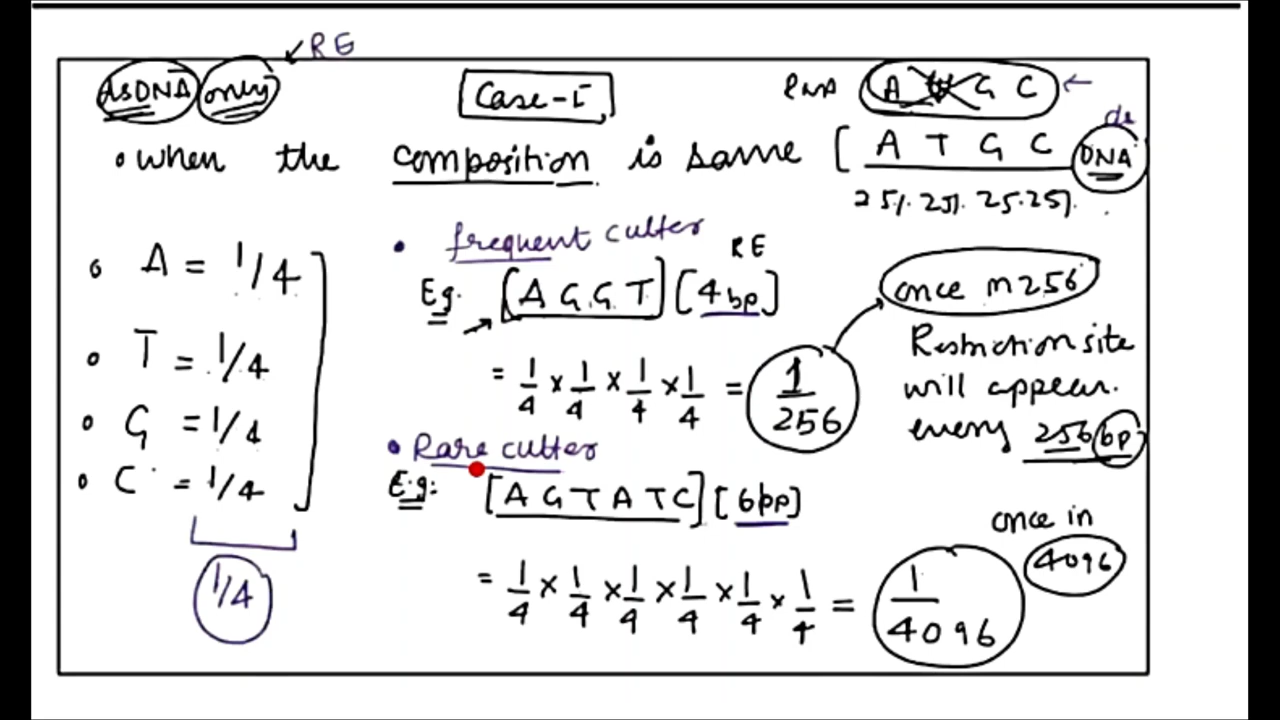 RE
dsDNA only
Case-I
RNA A U G C
• when the composition is same [ A T G C DNA
25%. 25%. 25. 25%.
• frequent cutter
RE
Eg. [A G G T] [4bp]
= 1/4 × 1/4 × 1/4 × 1/4 = 1/256
once in 256
Restriction site
will appear.
every 256 bp
• A = 1/4
• T = 1/4
• G = 1/4
• C = 1/4
1/4
• Rare cutter
E.g: [A G T A T C] [6bp]
= 1/4 × 1/4 × 1/4 × 1/4 × 1/4 × 1/4 = 1/4096
once in
4096